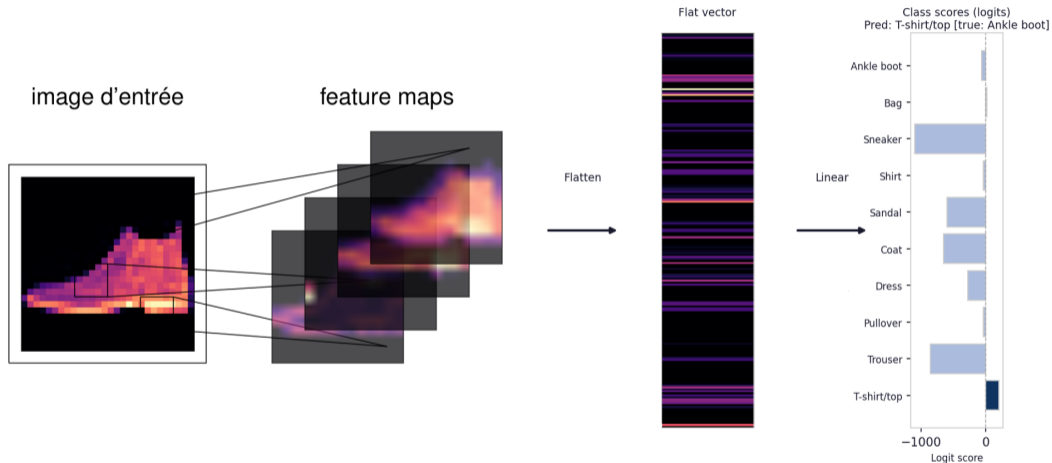 image d'entrée
feature maps
Flatten
Flat vector
Linear
Class scores (logits)
Pred: T-shirt/top [true: Ankle boot]
Ankle boot
Bag
Sneaker
Shirt
Sandal
Coat
Dress
Pullover
Trouser
T-shirt/top
−1000
0
Logit score